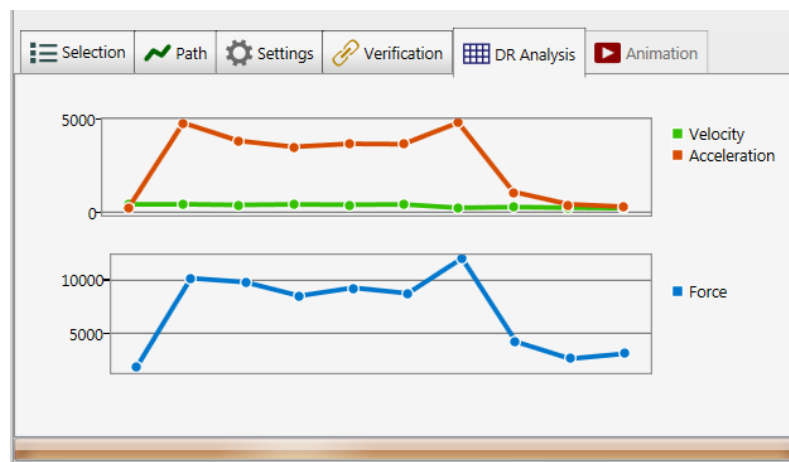 Selection Path Settings Verification DR Analysis Animation
5000
Velocity
Acceleration
0
10000
Force
5000